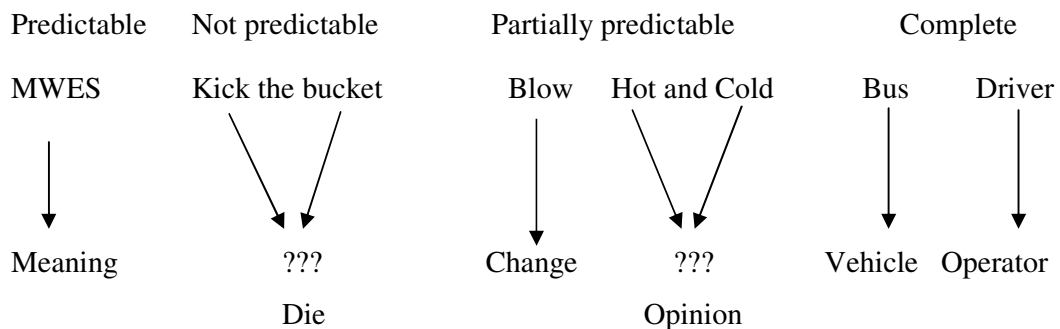 Predictable Not predictable Partially predictable Complete
MWES Kick the bucket Blow Hot and Cold Bus Driver
Meaning ??? Change ??? Vehicle Operator
Die Opinion